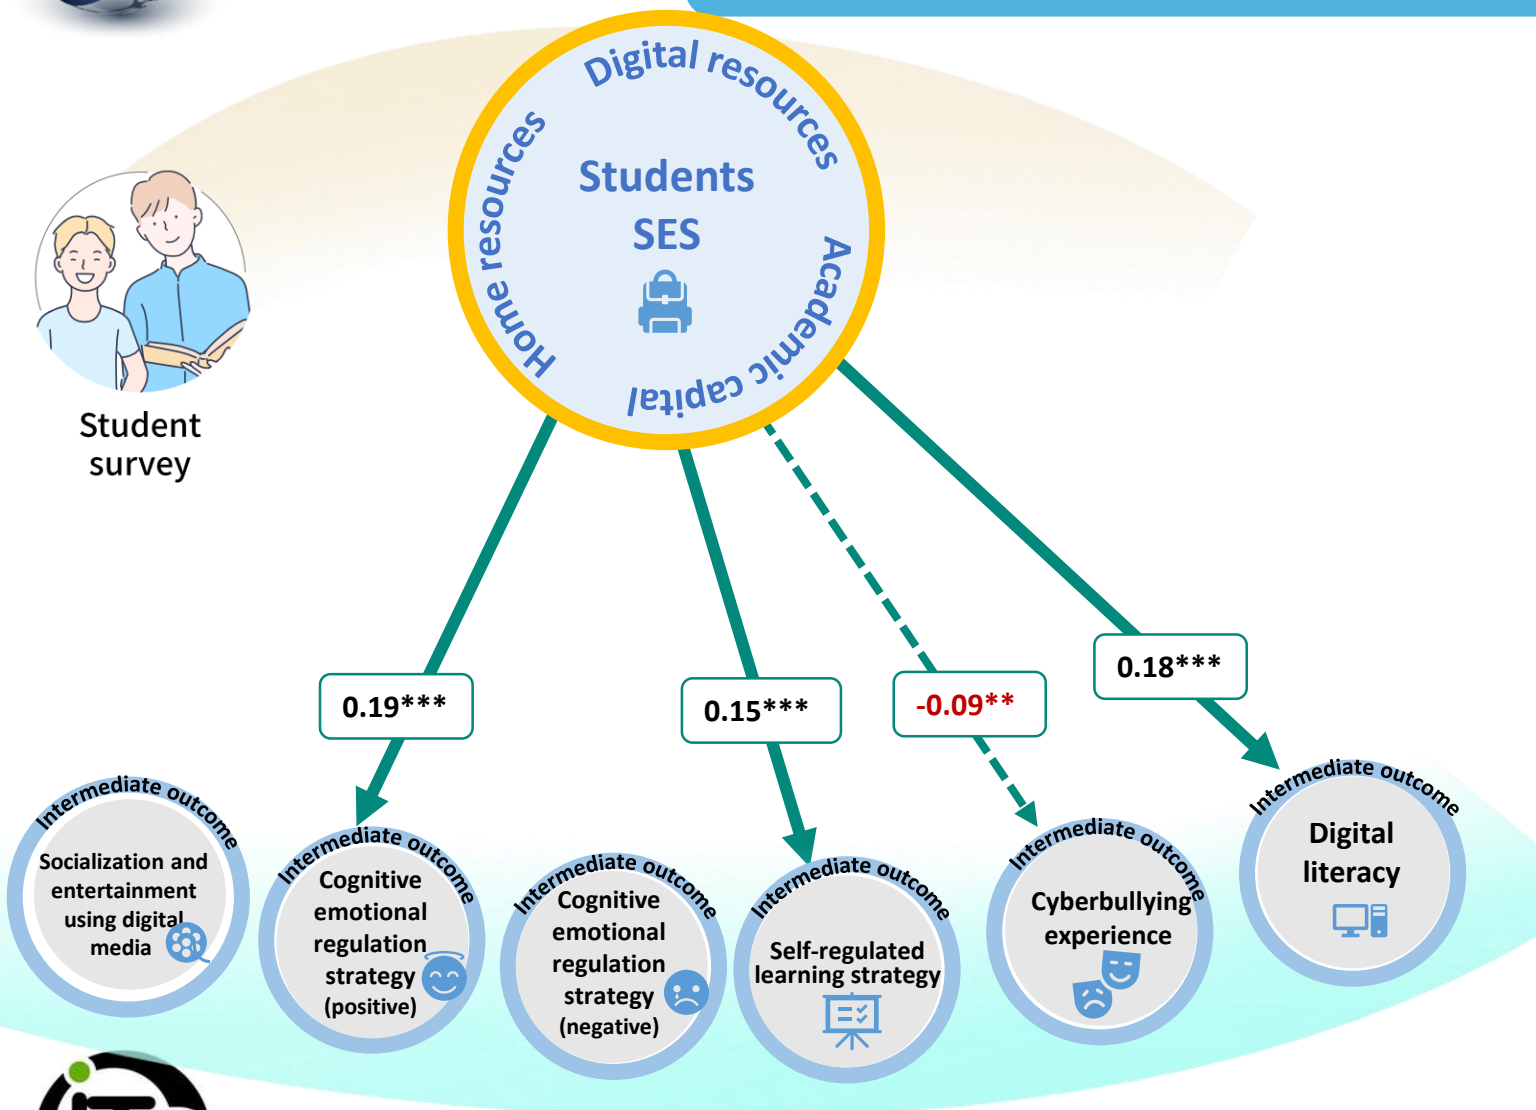 Digital resources
Home resources
Students
SES
Academic capital
Student
survey
0.19***
0.15***
-0.09**
0.18***
Intermediate outcome
Socialization and
entertainment
using digital
media
Intermediate outcome
Cognitive
emotional
regulation
strategy
(positive)
Intermediate outcome
Cognitive
emotional
regulation
strategy
(negative)
Intermediate outcome
Self-regulated
learning strategy
Intermediate outcome
Cyberbullying
experience
Intermediate outcome
Digital
literacy